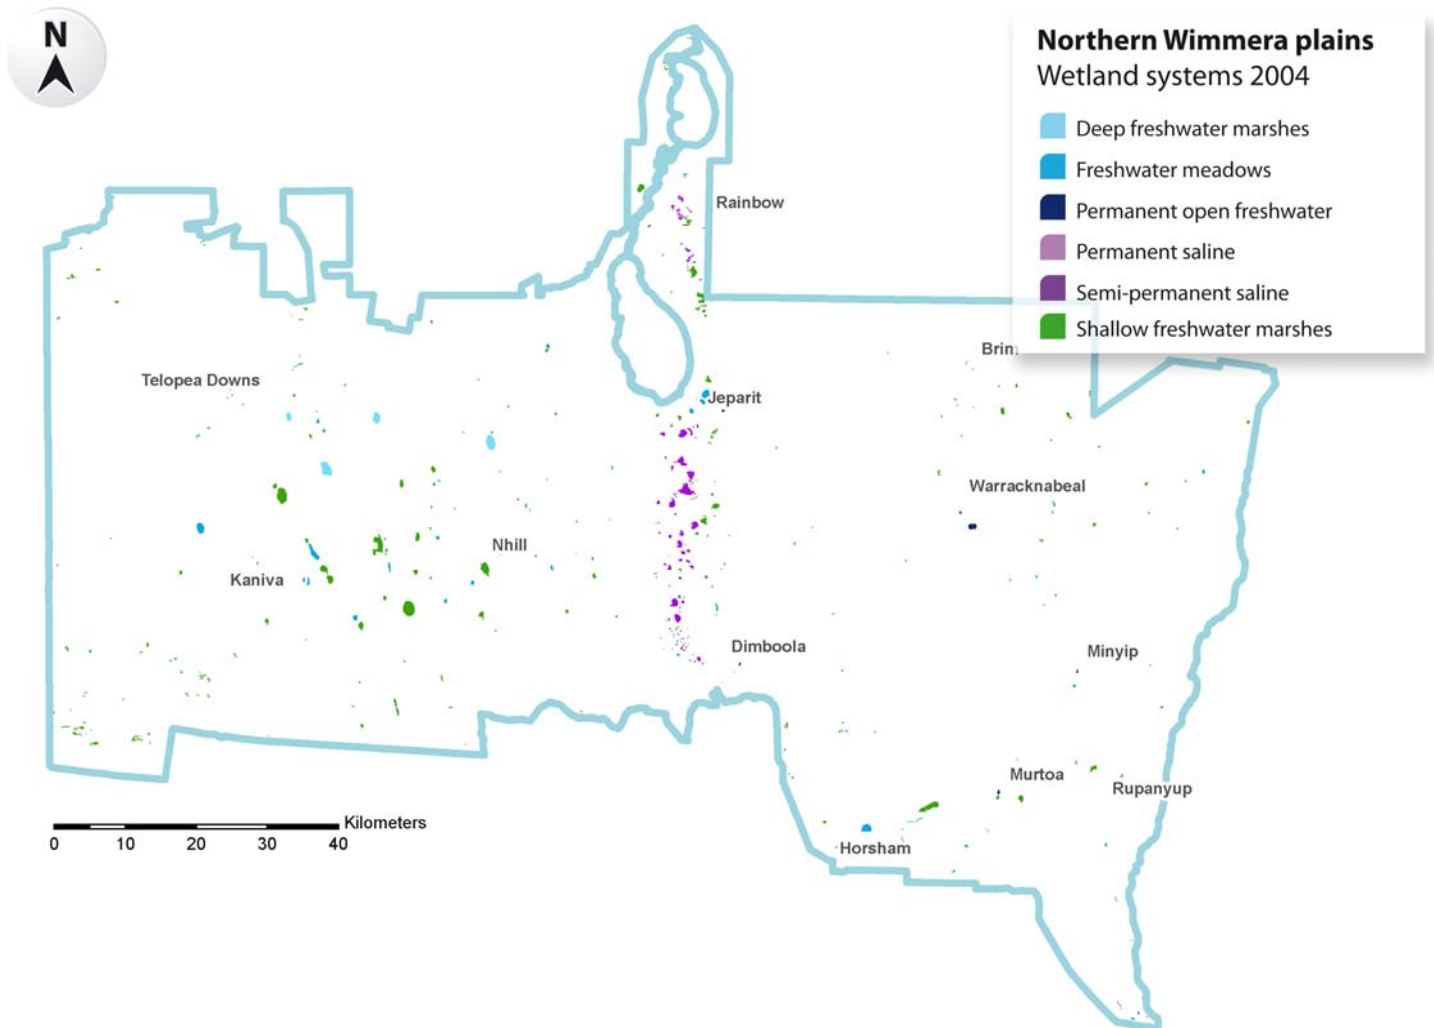 N
Northern Wimmera plains
Wetland systems 2004
Deep freshwater marshes
Freshwater meadows
Permanent open freshwater
Permanent saline
Semi-permanent saline
Shallow freshwater marshes
Rainbow
Brim
Telopea Downs
Jeparit
Warracknabeal
Nhill
Kaniva
Dimboola
Minyip
Murtoa
Rupanyup
Horsham
Kilometers
0 10 20 30 40